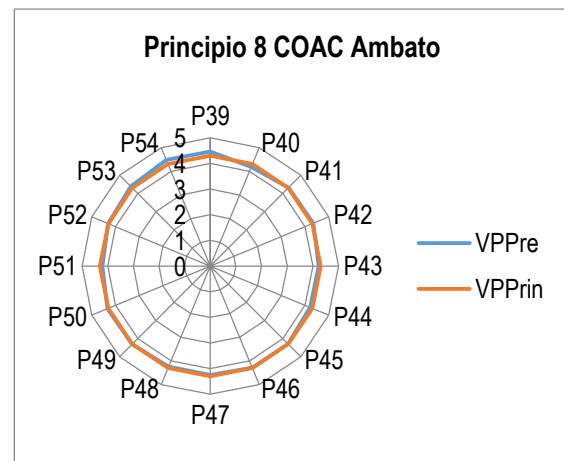 Principio 8 COAC Ambato
P39
P40
P41
P42
P43
P44
P45
P46
P47
P48
P49
P50
P51
P52
P53
P54
5
4
3
2
1
0
VPPre
VPPrin